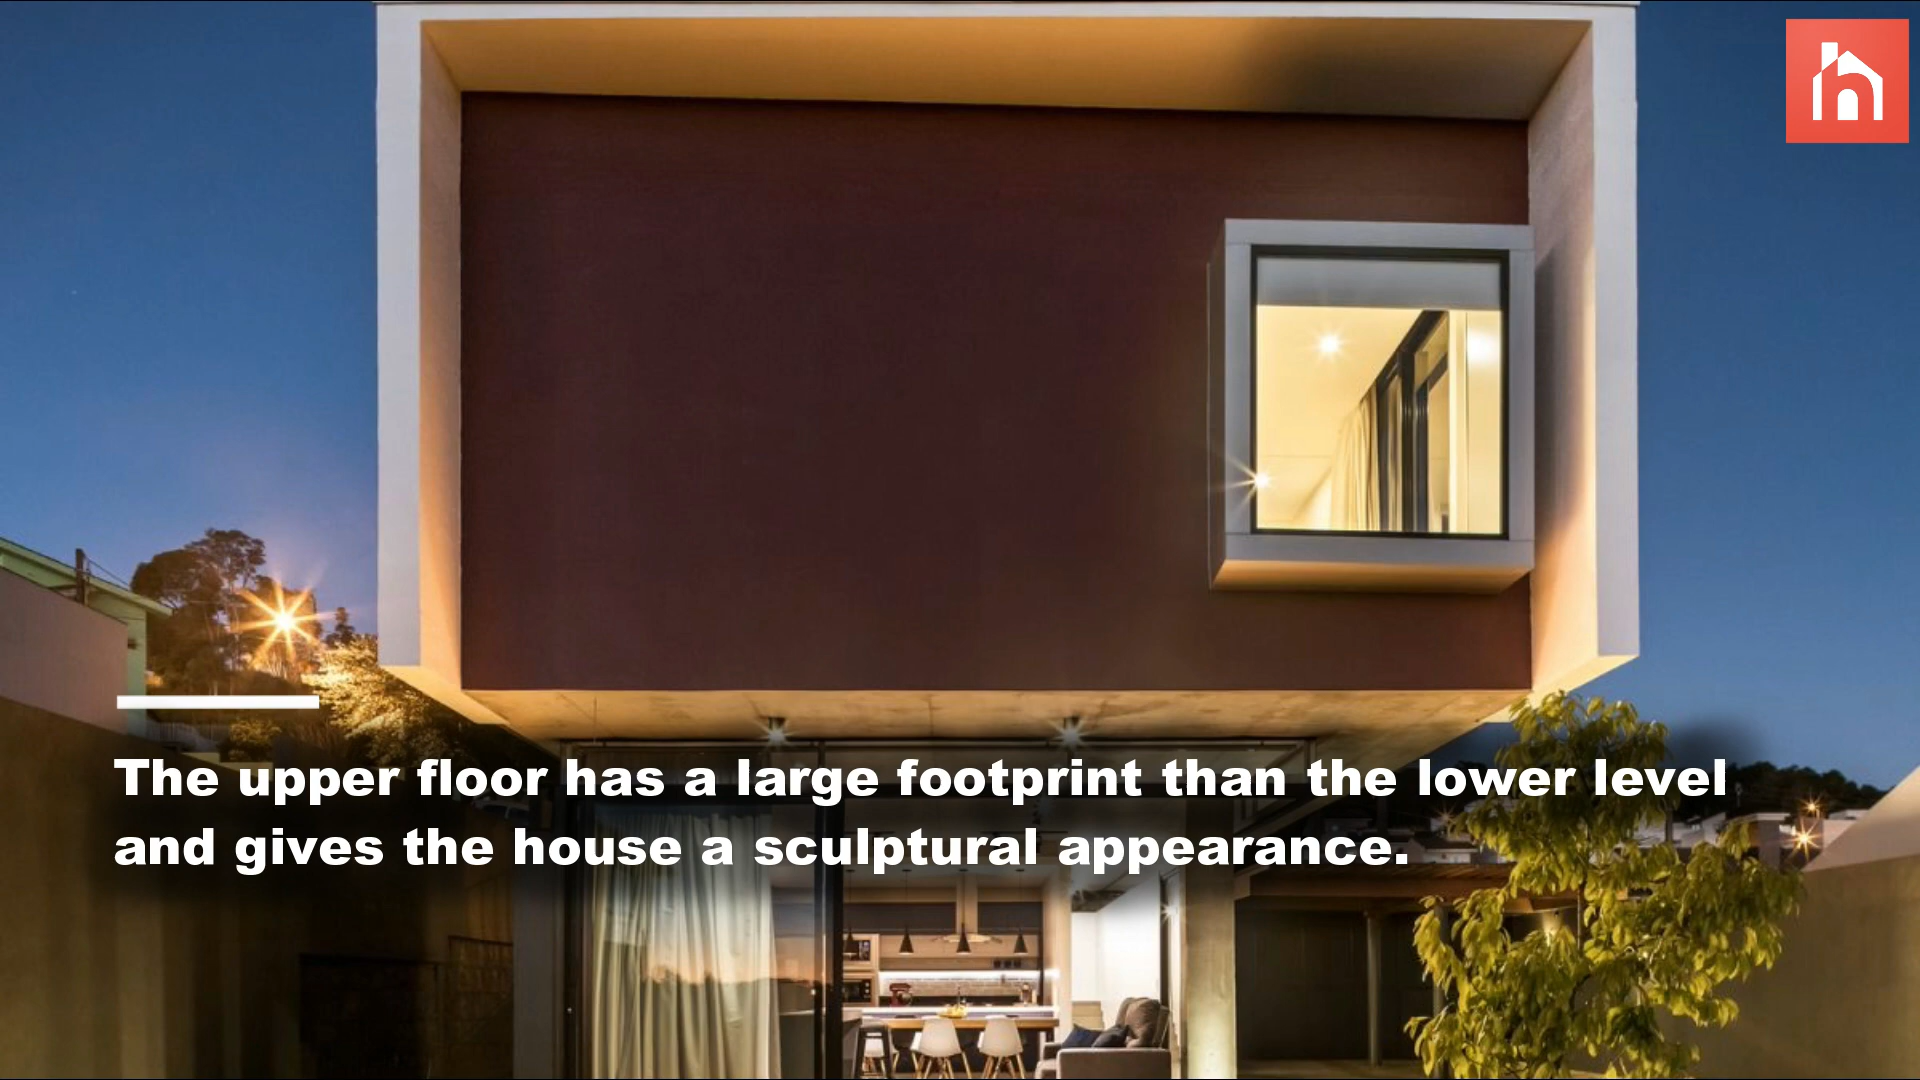 The upper floor has a large footprint than the lower level
and gives the house a sculptural appearance.